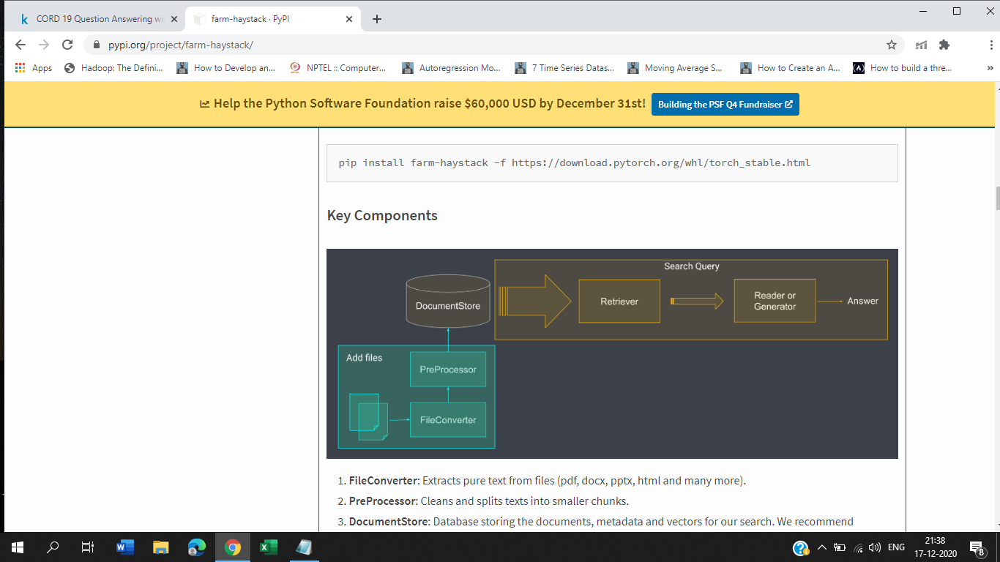 CORD 19 Question Answering wi
farm-haystack · PyPI
pypi.org/project/farm-haystack/
Apps
Hadoop: The Defini...
How to Develop an...
NPTEL :: Computer...
Autoregression Mo...
7 Time Series Datas...
Moving Average S...
How to Create an A...
How to build a thre...
Help the Python Software Foundation raise $60,000 USD by December 31st!
Building the PSF Q4 Fundraiser
pip install farm-haystack -f https://download.pytorch.org/whl/torch_stable.html
Key Components
Search Query
DocumentStore
Retriever
Reader or
Generator
Answer
Add files
PreProcessor
FileConverter
1. FileConverter: Extracts pure text from files (pdf, docx, pptx, html and many more).
2. PreProcessor: Cleans and splits texts into smaller chunks.
3. DocumentStore: Database storing the documents, metadata and vectors for our search. We recommend
ENG
21:38
17-12-2020
8